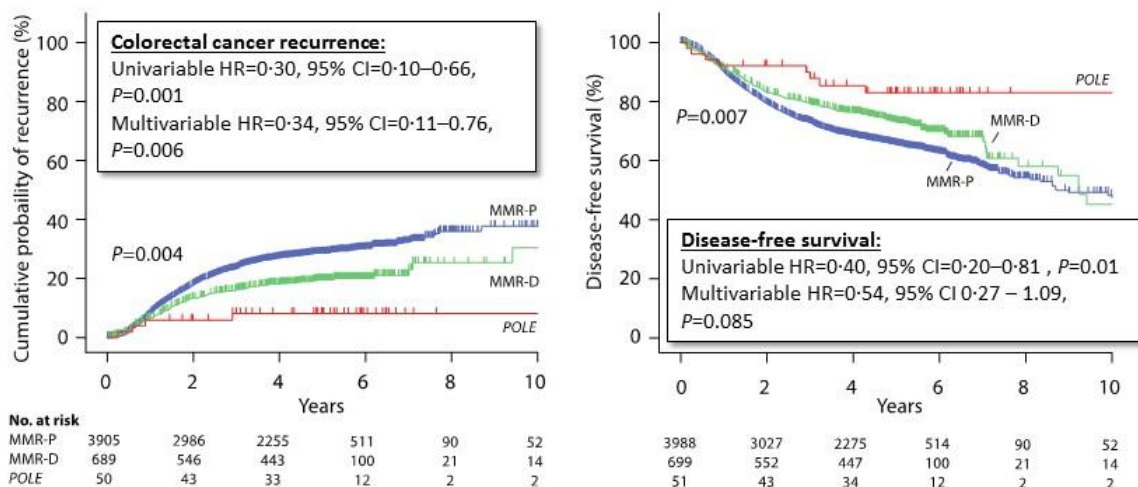 Cumulative probaility of recurrence (%)
100
80
60
40
20
0
Colorectal cancer recurrence:
Univariable HR=0·30, 95% CI=0·10–0·66,
P=0.001
Multivariable HR=0·34, 95% CI=0·11–0·76,
P=0.006
P=0.004
MMR-P
MMR-D
POLE
0 2 4 6 8 10
Years
No. at risk
MMR-P 3905 2986 2255 511 90 52
MMR-D 689 546 443 100 21 14
POLE 50 43 33 12 2 2
Disease-free survival (%)
100
80
60
40
20
0
P=0.007
POLE
MMR-D
MMR-P
Disease-free survival:
Univariable HR=0·40, 95% CI=0·20–0·81 , P=0.01
Multivariable HR=0·54, 95% CI 0·27 – 1.09,
P=0.085
0 2 4 6 8 10
Years
3988 3027 2275 514 90 52
699 552 447 100 21 14
51 43 34 12 2 2